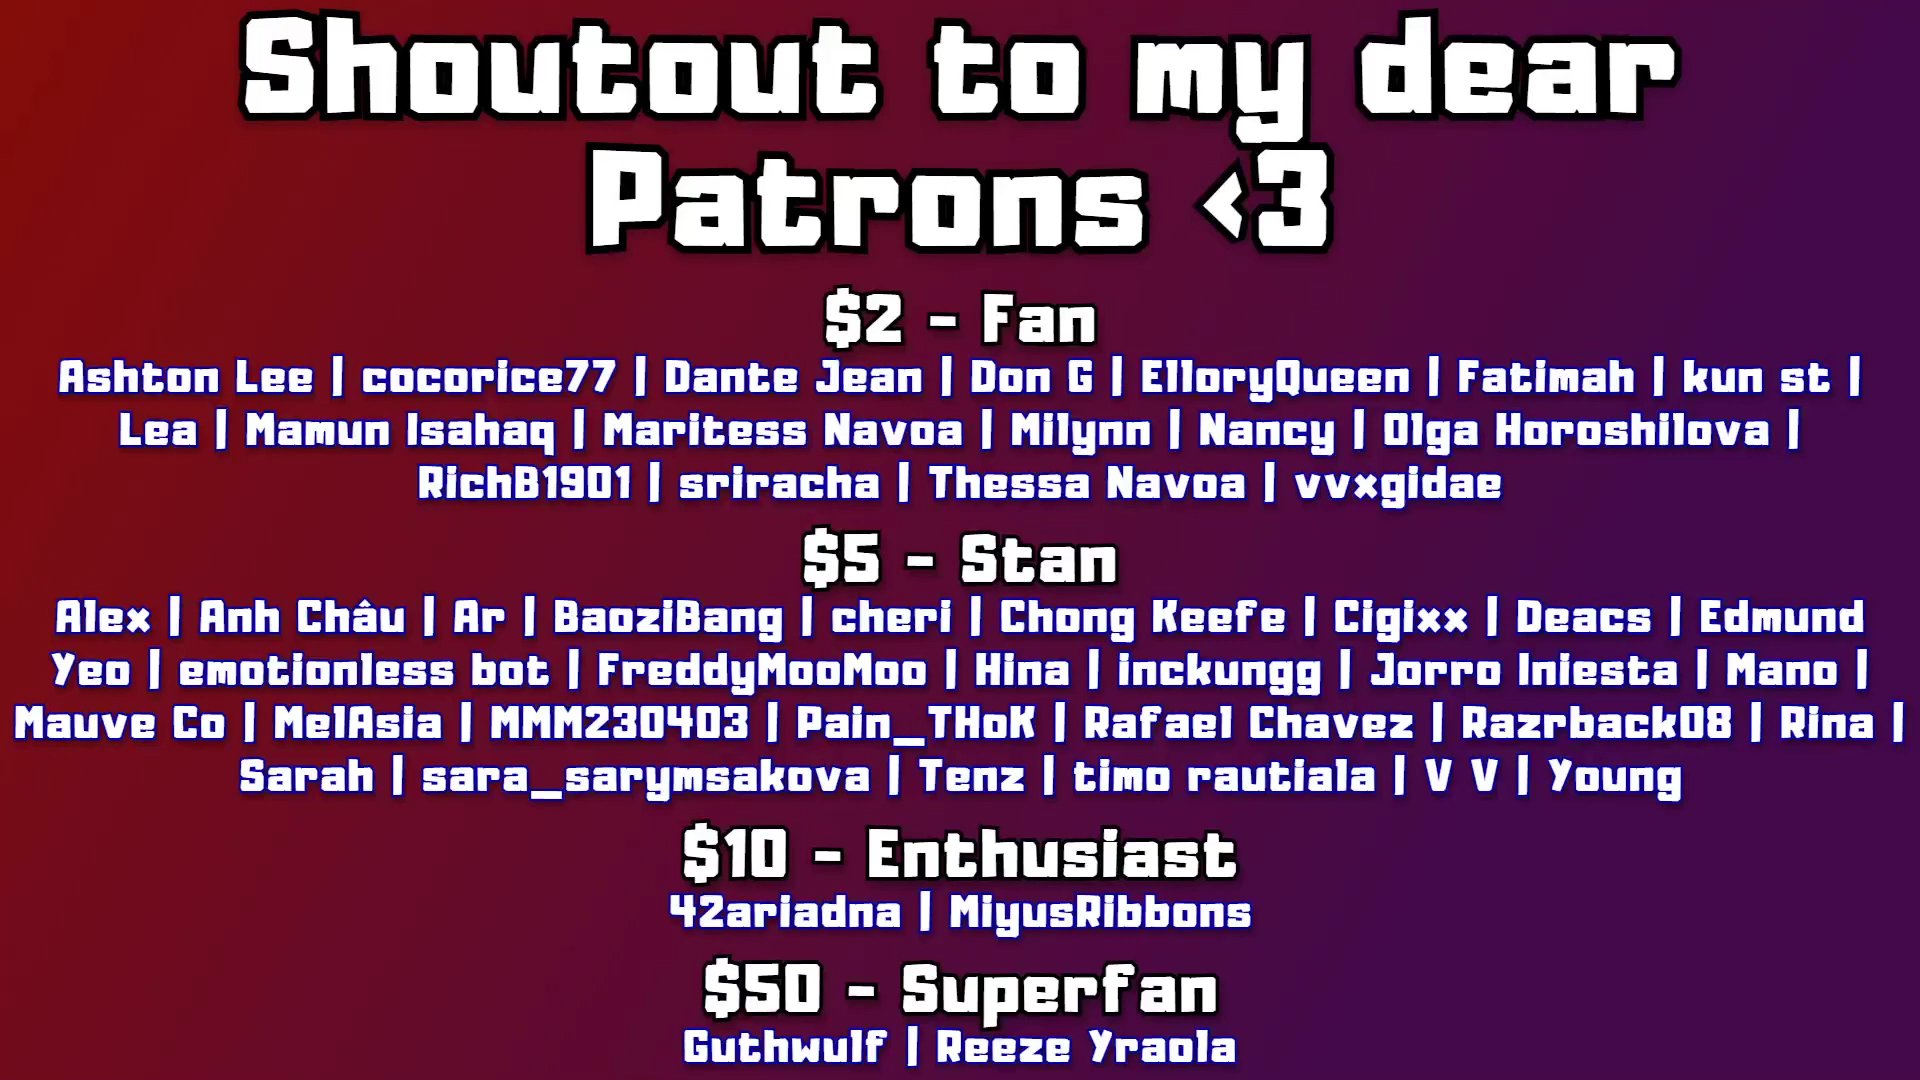 Shoutout to my dear
Patrons <3
$2 - Fan
Ashton Lee | cocorice77 | Dante Jean | Don G | ElloryQueen | Fatimah | kun st |
Lea | Mamun Isahaq | Maritess Navoa | Milynn | Nancy | Olga Horoshilova |
RichB1901 | sriracha | Thessa Navoa | vvxgidae
$5 - Stan
Alex | Anh Châu | Ar | BaoziBang | cheri | Chong Keefe | Cigixx | Deacs | Edmund
Yeo | emotionless bot | FreddyMooMoo | Hina | inckungg | Jorro Iniesta | Mano |
Mauve Co | MelAsia | MMM230403 | Pain_THoK | Rafael Chavez | Razrback08 | Rina |
Sarah | sara_sarymsakova | Tenz | timo rautiala | V V | Young
$10 - Enthusiast
42ariadna | MiyusRibbons
$50 - Superfan
Guthwulf | Reeze Yraola